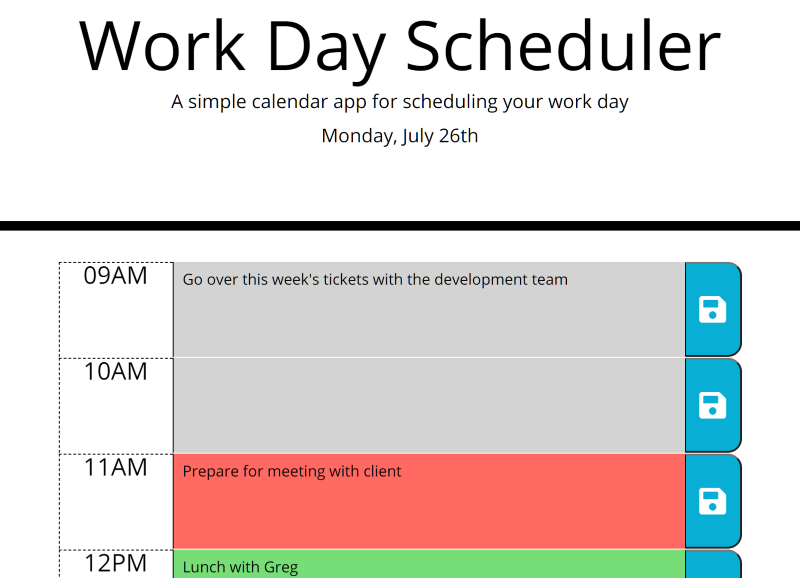 Work Day Scheduler
A simple calendar app for scheduling your work day
Monday, July 26th
09AM
Go over this week's tickets with the development team
10AM
11AM
Prepare for meeting with client
12PM
Lunch with Greg